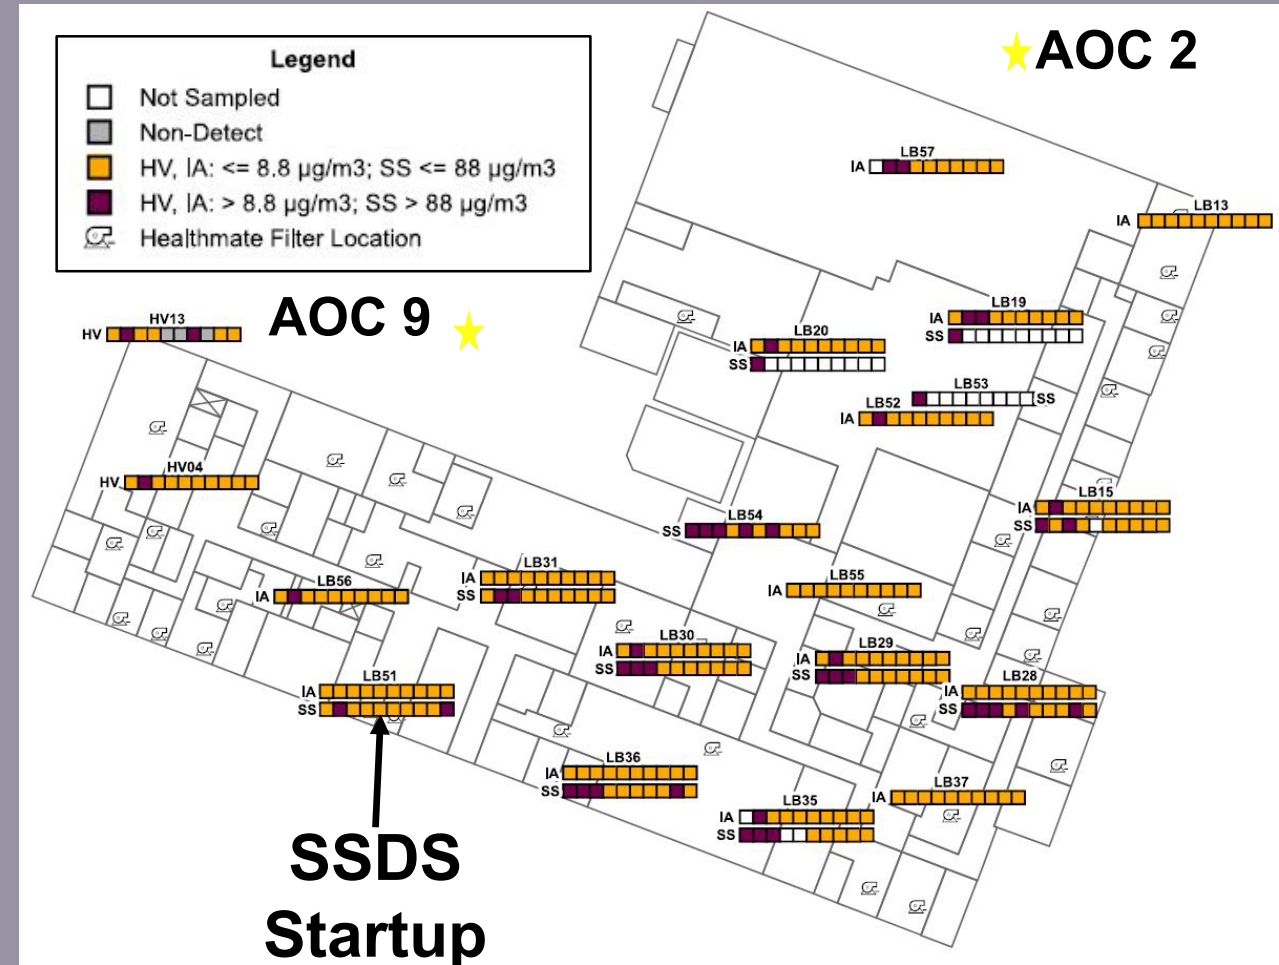 Legend
Not Sampled
Non-Detect
HV, IA: <= 8.8 µg/m3; SS <= 88 µg/m3
HV, IA: > 8.8 µg/m3; SS > 88 µg/m3
Healthmate Filter Location
AOC 2
LB57
IA
LB13
IA
AOC 9
HV13
HV
LB19
IA
SS
LB20
IA
SS
LB53
SS
LB52
IA
HV04
HV
LB15
IA
SS
LB54
SS
LB31
IA
SS
LB55
IA
LB56
IA
LB30
IA
SS
LB29
IA
SS
LB28
IA
SS
LB51
IA
SS
LB36
IA
SS
LB37
IA
LB35
IA
SS
SSDS
Startup